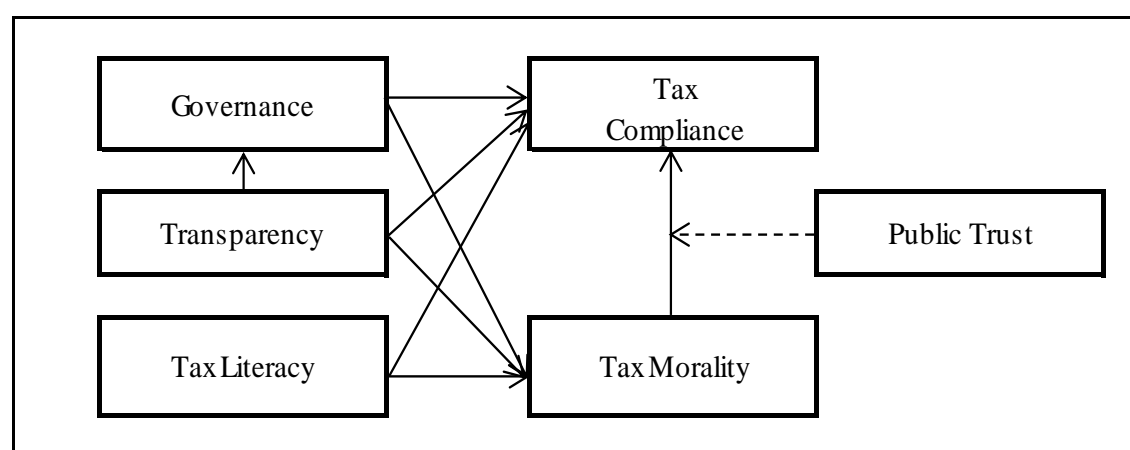 Governance
Tax
Compliance
Transparency
Public Trust
Tax Literacy
Tax Morality